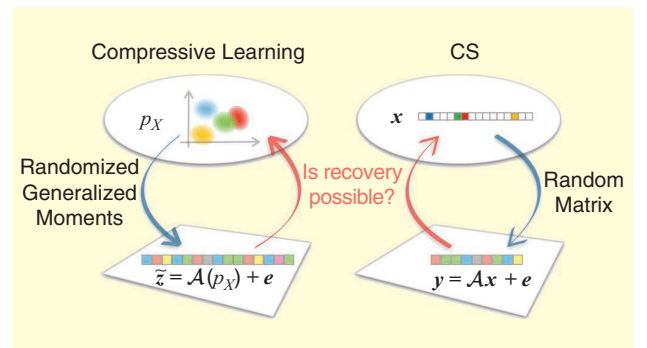 Compressive Learning
CS
p_X
x
Randomized
Generalized
Moments
Is recovery
possible?
Random
Matrix
z̃ = 𝒜(p_X) + e
y = 𝒜x + e